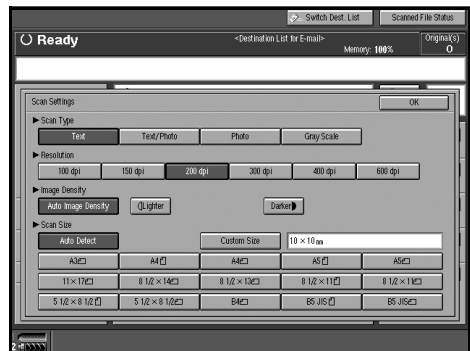 Switch Dest. List
Scanned File Status
Ready
<Destination List for E-mail>
Memory: 100%
Original(s)
0
Scan Settings
OK
▶ Scan Type
Text
Text/Photo
Photo
Gray Scale
▶ Resolution
100 dpi
150 dpi
200 dpi
300 dpi
400 dpi
600 dpi
▶ Image Density
Auto Image Density
Lighter
Darker
▶ Scan Size
Auto Detect
Custom Size
10 × 10 mm
A3
A4
A4
A5
A5
11 × 17
8 1/2 × 14
8 1/2 × 13
8 1/2 × 11
8 1/2 × 11
5 1/2 × 8 1/2
5 1/2 × 8 1/2
B4
B5 JIS
B5 JIS
2